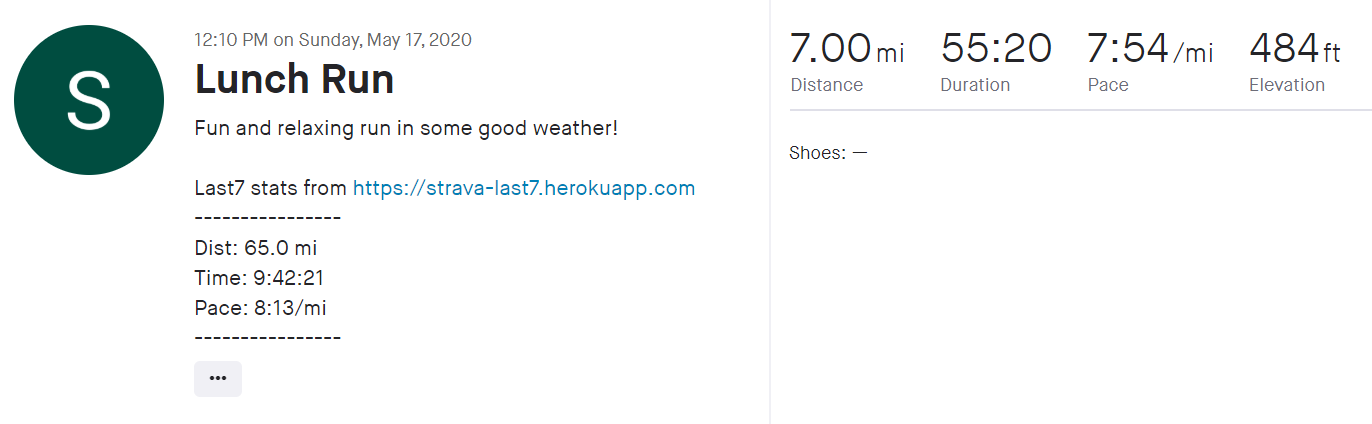 S
12:10 PM on Sunday, May 17, 2020
Lunch Run
Fun and relaxing run in some good weather!
Last7 stats from https://strava-last7.herokuapp.com
----------------
Dist: 65.0 mi
Time: 9:42:21
Pace: 8:13/mi
----------------
•••
7.00 mi 55:20 7:54 /mi 484 ft
Distance Duration Pace Elevation
Shoes: —